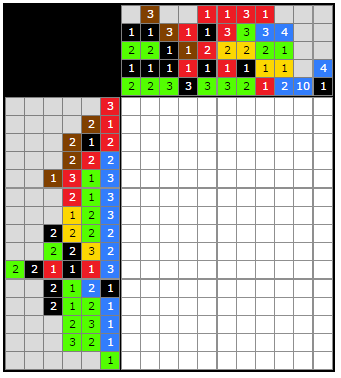 3 1 1 3 1
1 1 3 1 1 3 3 3 4
2 2 1 1 2 2 2 2 1
1 1 1 1 1 1 1 1 1 4
2 2 3 3 3 3 2 1 2 10 1
3
2 1
2 1 2
2 2 2
1 3 1 3
2 1 3
1 2 3
2 2 2 2
2 2 3 2
2 2 1 1 1 3
2 1 2 1
2 1 2 1
2 3 1
3 2 1
1